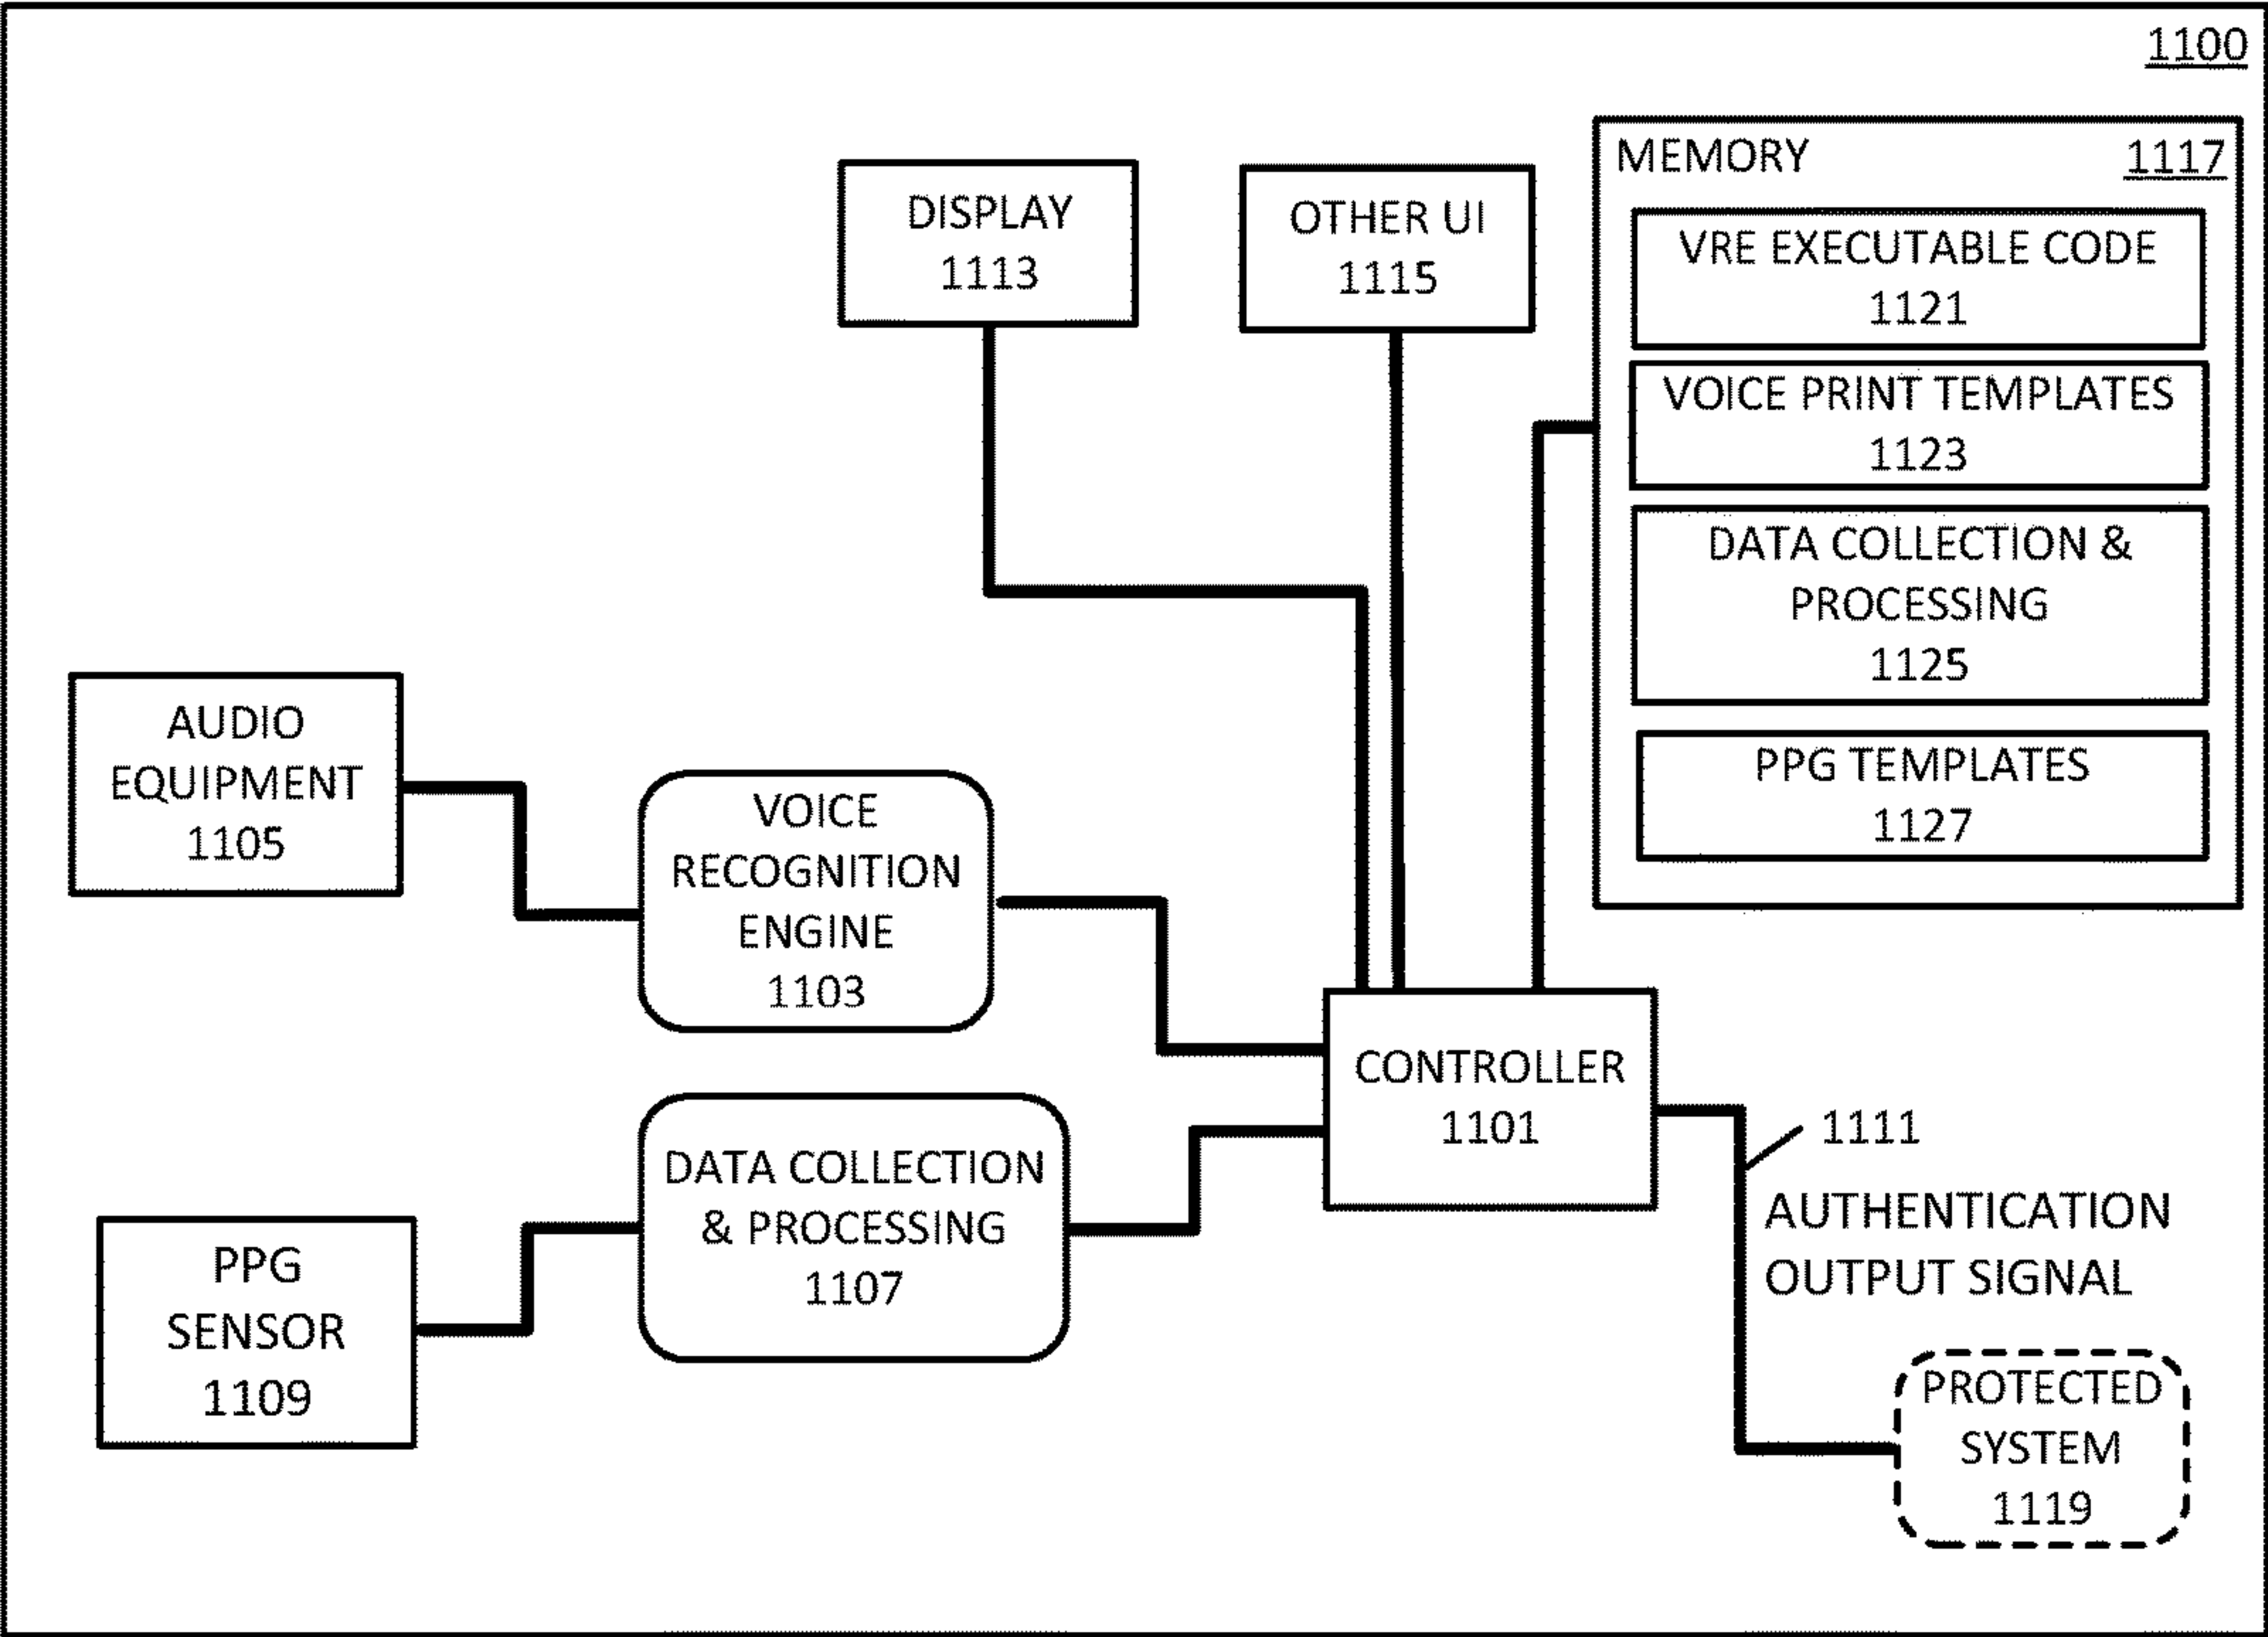 1100
DISPLAY
1113
OTHER UI
1115
MEMORY 1117
VRE EXECUTABLE CODE
1121
VOICE PRINT TEMPLATES
1123
DATA COLLECTION &
PROCESSING
1125
PPG TEMPLATES
1127
AUDIO
EQUIPMENT
1105
VOICE
RECOGNITION
ENGINE
1103
CONTROLLER
1101
DATA COLLECTION
& PROCESSING
1107
PPG
SENSOR
1109
1111
AUTHENTICATION
OUTPUT SIGNAL
PROTECTED
SYSTEM
1119